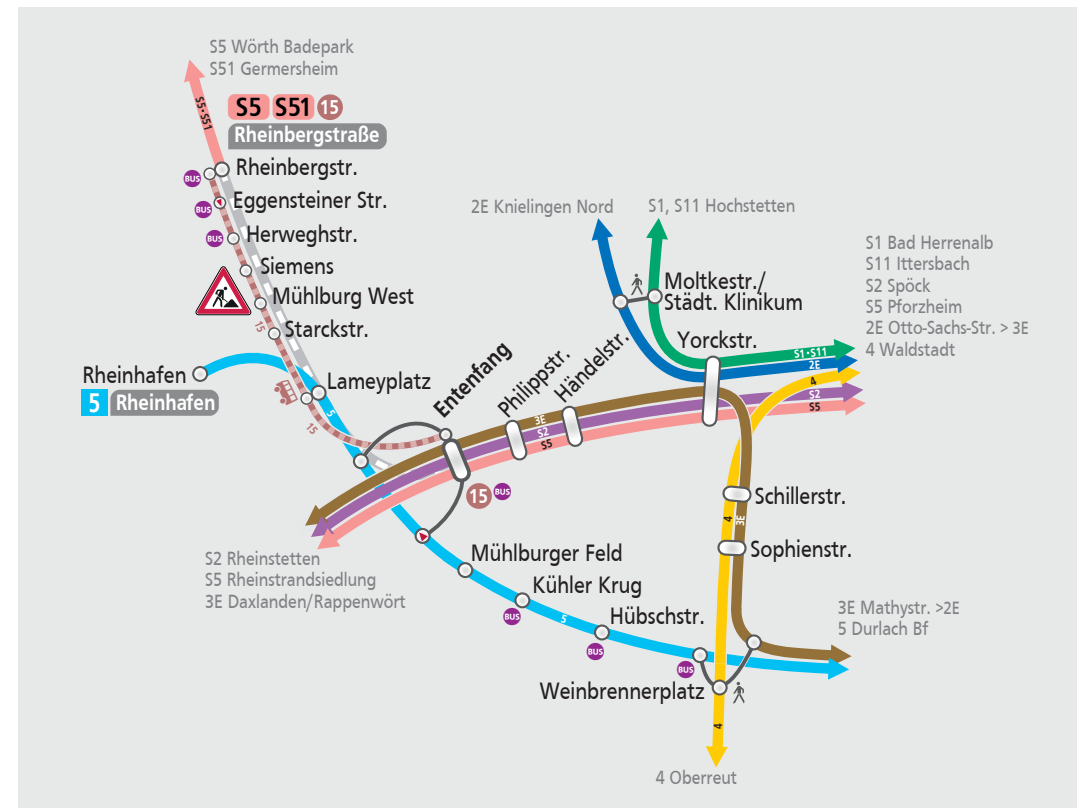 S5 Wörth Badepark
S51 Germersheim
S5·S51
S5 S51 15
Rheinbergstraße
Rheinbergstr.
BUS
Eggensteiner Str.
BUS
Herweghstr.
BUS
Siemens
Mühlburg West
15
Starckstr.
Rheinhafen
5 Rheinhafen
Lameyplatz
5
15
Entenfang
15 BUS
Philippstr.
Händelstr.
3E
S2
S5
2E Knielingen Nord
S1, S11 Hochstetten
Moltkestr./
Städt. Klinikum
Yorckstr.
S1·S11
2E
4
S2
S5
S1 Bad Herrenalb
S11 Ittersbach
S2 Spöck
S5 Pforzheim
2E Otto-Sachs-Str. > 3E
4 Waldstadt
Schillerstr.
4
3E
Sophienstr.
S2 Rheinstetten
S5 Rheinstrandsiedlung
3E Daxlanden/Rappenwört
Mühlburger Feld
Kühler Krug
BUS
5
Hübschstr.
BUS
3E Mathystr. >2E
5 Durlach Bf
BUS
Weinbrennerplatz
4
4 Oberreut